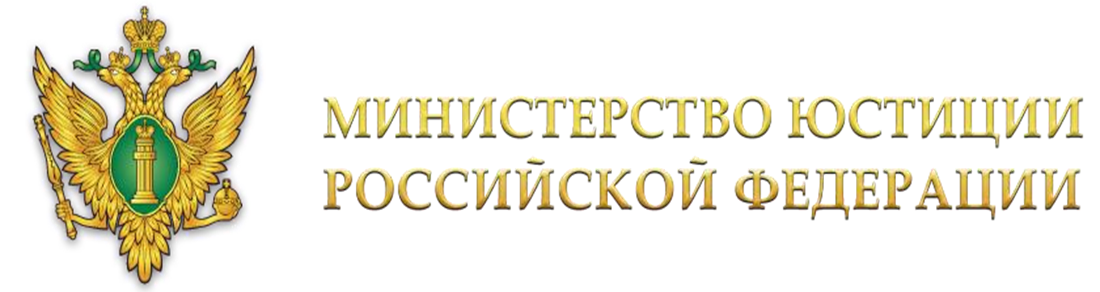 МИНИСТЕРСТВО ЮСТИЦИИ
РОССИЙСКОЙ ФЕДЕРАЦИИ